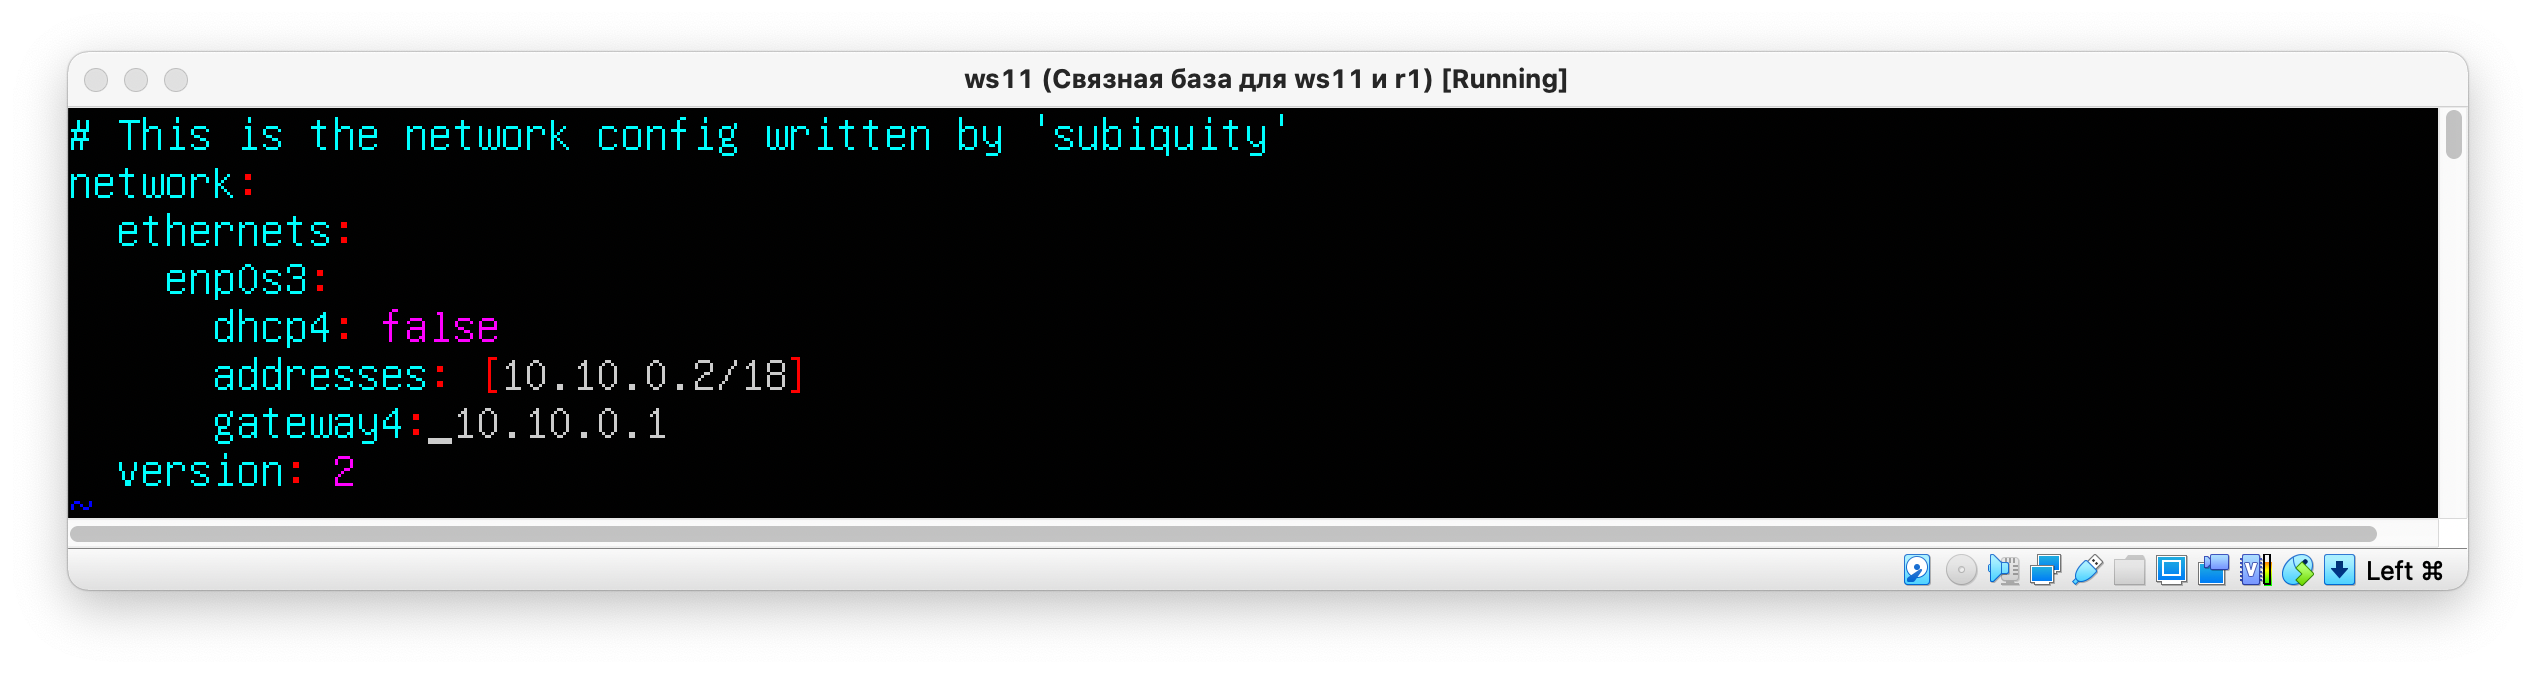 ws11 (Связная база для ws11 и r1) [Running]
# This is the network config written by 'subiquity'
network:
  ethernets:
    enp0s3:
      dhcp4: false
      addresses: [10.10.0.2/18]
      gateway4: 10.10.0.1
  version: 2
~
Left ⌘